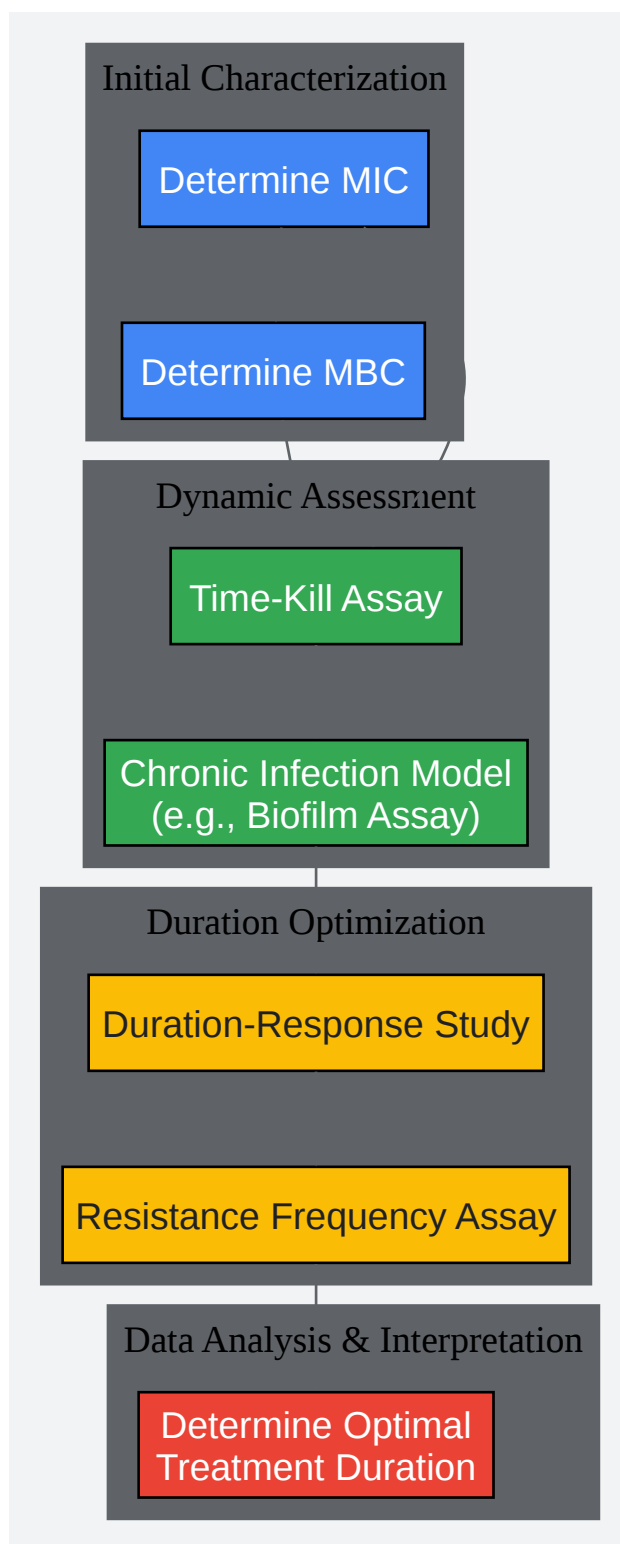 Initial Characterization
Determine MIC
Determine MBC
Dynamic Assessment
Time-Kill Assay
Chronic Infection Model
(e.g., Biofilm Assay)
Duration Optimization
Duration-Response Study
Resistance Frequency Assay
Data Analysis & Interpretation
Determine Optimal
Treatment Duration